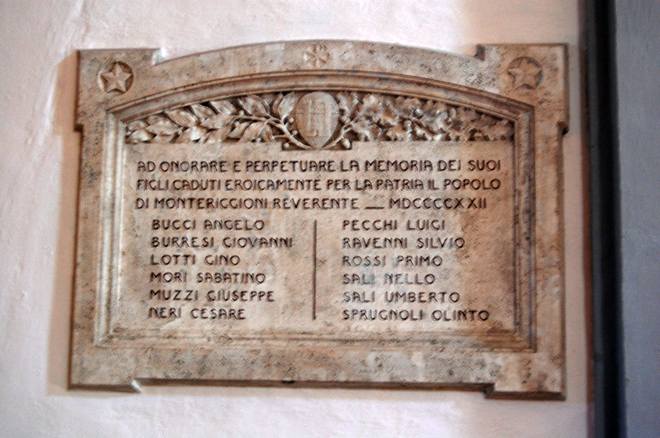 AD ONORARE E PERPETUARE LA MEMORIA DEI SUOI
FIGLI CADUTI EROICAMENTE PER LA PATRIA IL POPOLO
DI MONTERIGGIONI REVERENTE __ MDCCCCXXII
BUCCI ANGELO
BURRESI GIOVANNI
LOTTI GINO
MORI SABATINO
MUZZI GIUSEPPE
NERI CESARE
PECCHI LUIGI
RAVENNI SILVIO
ROSSI PRIMO
SALI NELLO
SALI UMBERTO
SPRUGNOLI OLINTO